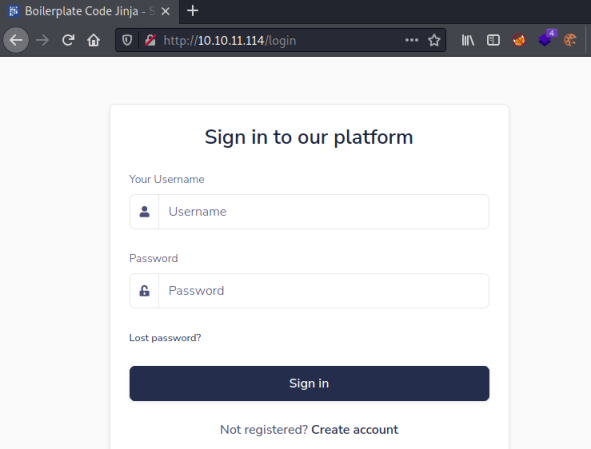 Boilerplate Code Jinja - S
http://10.10.11.114/login
4
Sign in to our platform
Your Username
Username
Password
Password
Lost password?
Sign in
Not registered? Create account